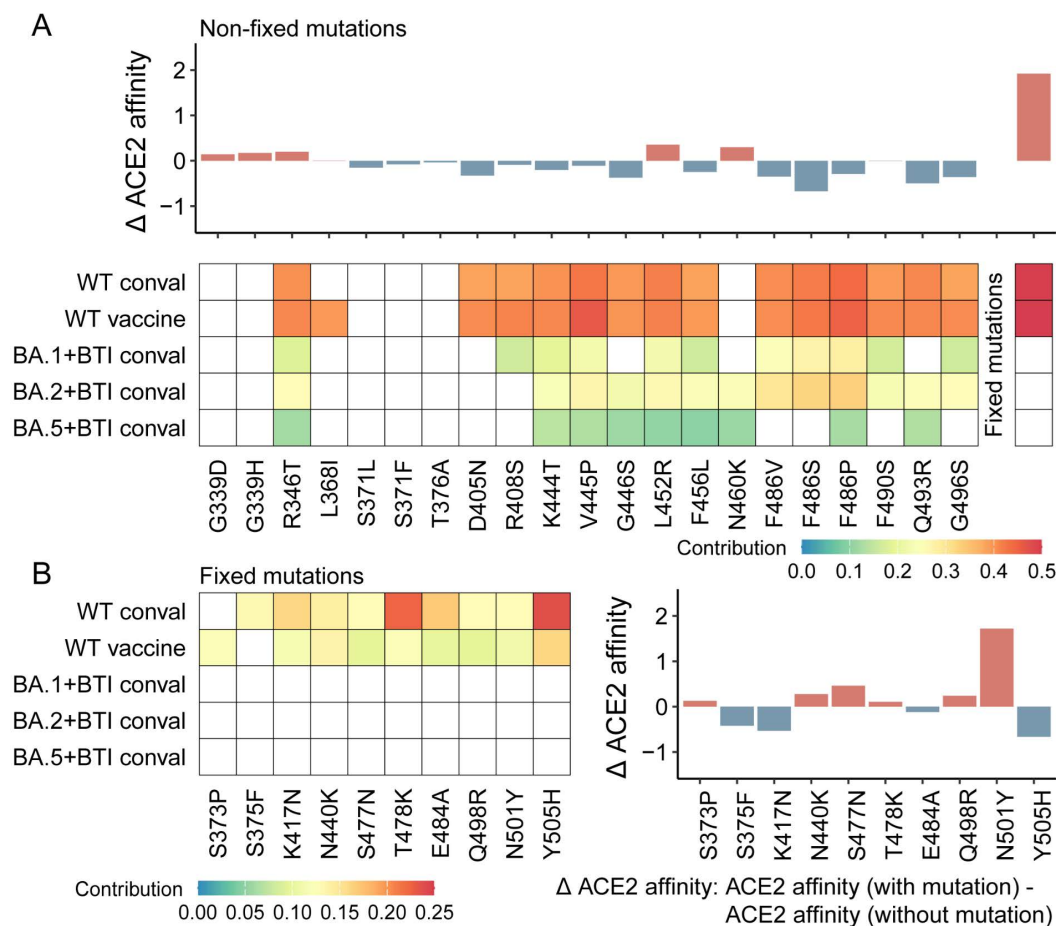 A
Non-fixed mutations
Δ ACE2 affinity
2
1
0
−1
WT conval
WT vaccine
BA.1+BTI conval
BA.2+BTI conval
BA.5+BTI conval
Fixed mutations
G339D
G339H
R346T
L368I
S371L
S371F
T376A
D405N
R408S
K444T
V445P
G446S
L452R
F456L
N460K
F486V
F486S
F486P
F490S
Q493R
G496S
Contribution
0.0 0.1 0.2 0.3 0.4 0.5
B
Fixed mutations
WT conval
WT vaccine
BA.1+BTI conval
BA.2+BTI conval
BA.5+BTI conval
S373P
S375F
K417N
N440K
S477N
T478K
E484A
Q498R
N501Y
Y505H
Contribution
0.00 0.05 0.10 0.15 0.20 0.25
Δ ACE2 affinity
2
1
0
−1
S373P
S375F
K417N
N440K
S477N
T478K
E484A
Q498R
N501Y
Y505H
Δ ACE2 affinity: ACE2 affinity (with mutation) -
ACE2 affinity (without mutation)